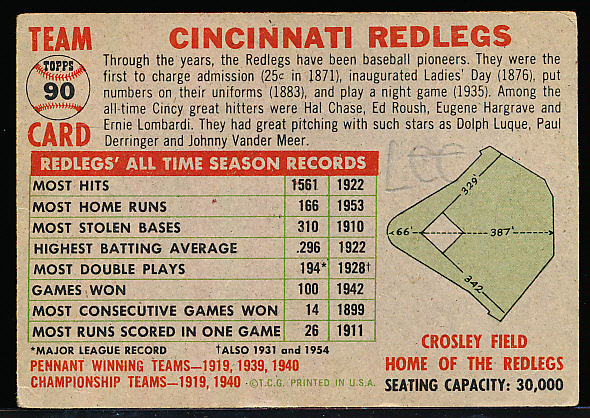 TEAM
TOPPS
90
CARD
CINCINNATI REDLEGS
Through the years, the Redlegs have been baseball pioneers. They were the
first to charge admission (25c in 1871), inaugurated Ladies' Day (1876), put
numbers on their uniforms (1883), and play a night game (1935). Among the
all-time Cincy great hitters were Hal Chase, Ed Roush, Eugene Hargrave and
Ernie Lombardi. They had great pitching with such stars as Dolph Luque, Paul
Derringer and Johnny Vander Meer.
LEE
REDLEGS' ALL TIME SEASON RECORDS
MOST HITS 1561 1922
MOST HOME RUNS 166 1953
MOST STOLEN BASES 310 1910
HIGHEST BATTING AVERAGE .296 1922
MOST DOUBLE PLAYS 194* 1928†
GAMES WON 100 1942
MOST CONSECUTIVE GAMES WON 14 1899
MOST RUNS SCORED IN ONE GAME 26 1911
*MAJOR LEAGUE RECORD †ALSO 1931 and 1954
PENNANT WINNING TEAMS—1919, 1939, 1940
CHAMPIONSHIP TEAMS—1919, 1940 ·©T.C.G. PRINTED IN U.S.A.
329'
66' 387'
342'
CROSLEY FIELD
HOME OF THE REDLEGS
SEATING CAPACITY: 30,000